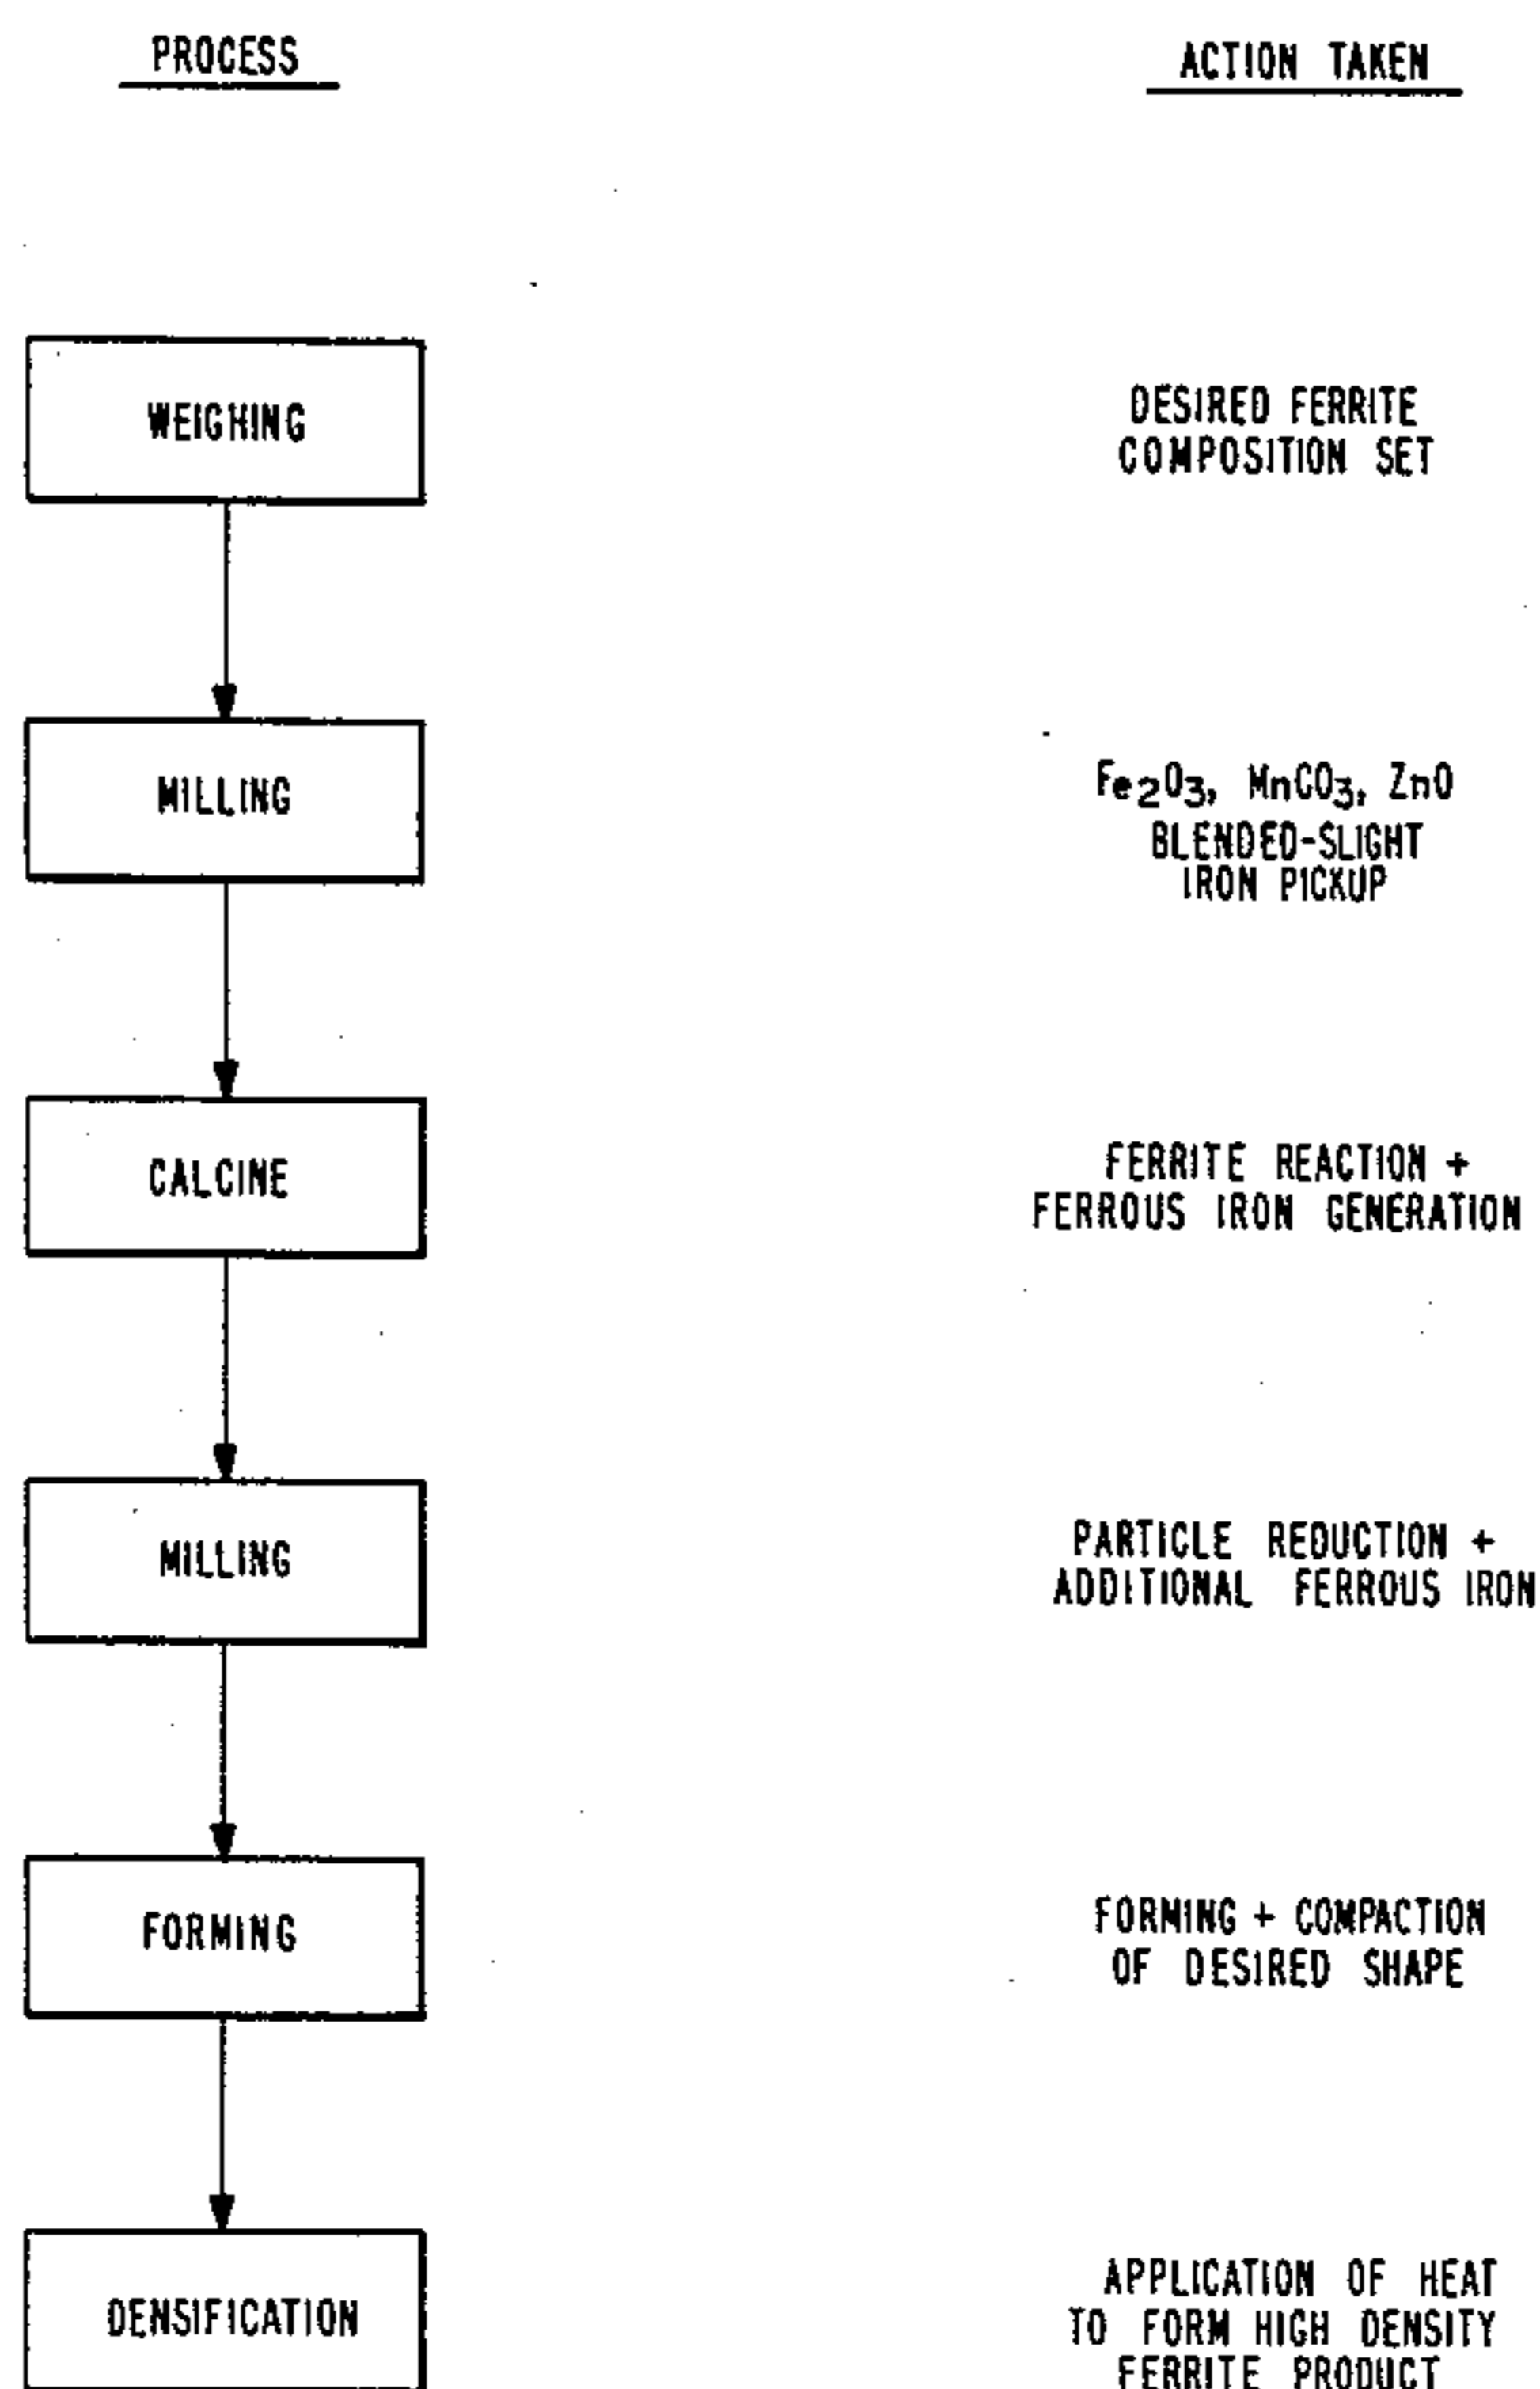 PROCESS
ACTION TAKEN
WEIGHING
DESIRED FERRITE
COMPOSITION SET
MILLING
Fe2O3, MnCO3, ZnO
BLENDED-SLIGHT
IRON PICKUP
CALCINE
FERRITE REACTION +
FERROUS IRON GENERATION
MILLING
PARTICLE REDUCTION +
ADDITIONAL FERROUS IRON
FORMING
FORMING + COMPACTION
OF DESIRED SHAPE
DENSIFICATION
APPLICATION OF HEAT
TO FORM HIGH DENSITY
FERRITE PRODUCT